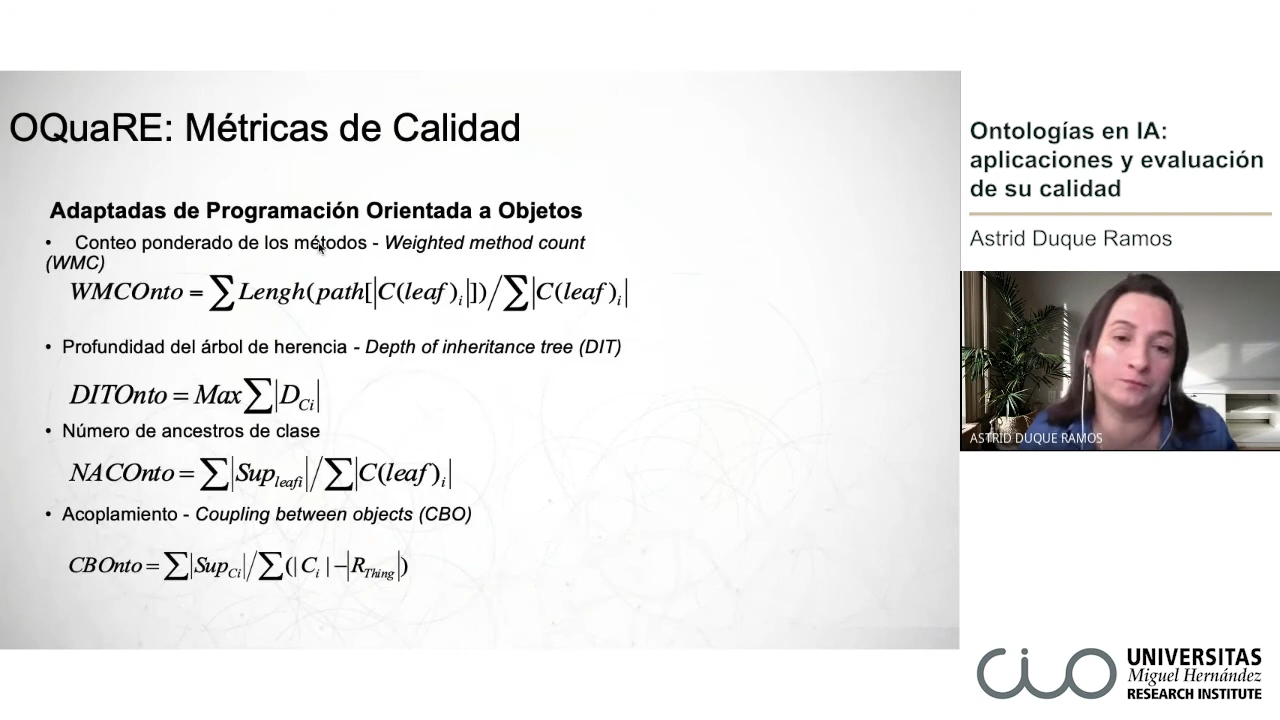 OQuaRE: Métricas de Calidad
Adaptadas de Programación Orientada a Objetos
• Conteo ponderado de los métodos - Weighted method count
(WMC)
WMCOnto = ∑ Lengh(path[|C(leaf)i|]) / ∑ |C(leaf)i|
• Profundidad del árbol de herencia - Depth of inheritance tree (DIT)
DITOnto = Max ∑ |DCi|
• Número de ancestros de clase
NACOnto = ∑ |Supleafi| / ∑ |C(leaf)i|
• Acoplamiento - Coupling between objects (CBO)
CBOnto = ∑ |SupCi| / ∑ (| Ci | − |RThing|)
Ontologías en IA:
aplicaciones y evaluación
de su calidad
Astrid Duque Ramos
ASTRID DUQUE RAMOS
cio
UNIVERSITAS
Miguel Hernández
RESEARCH INSTITUTE